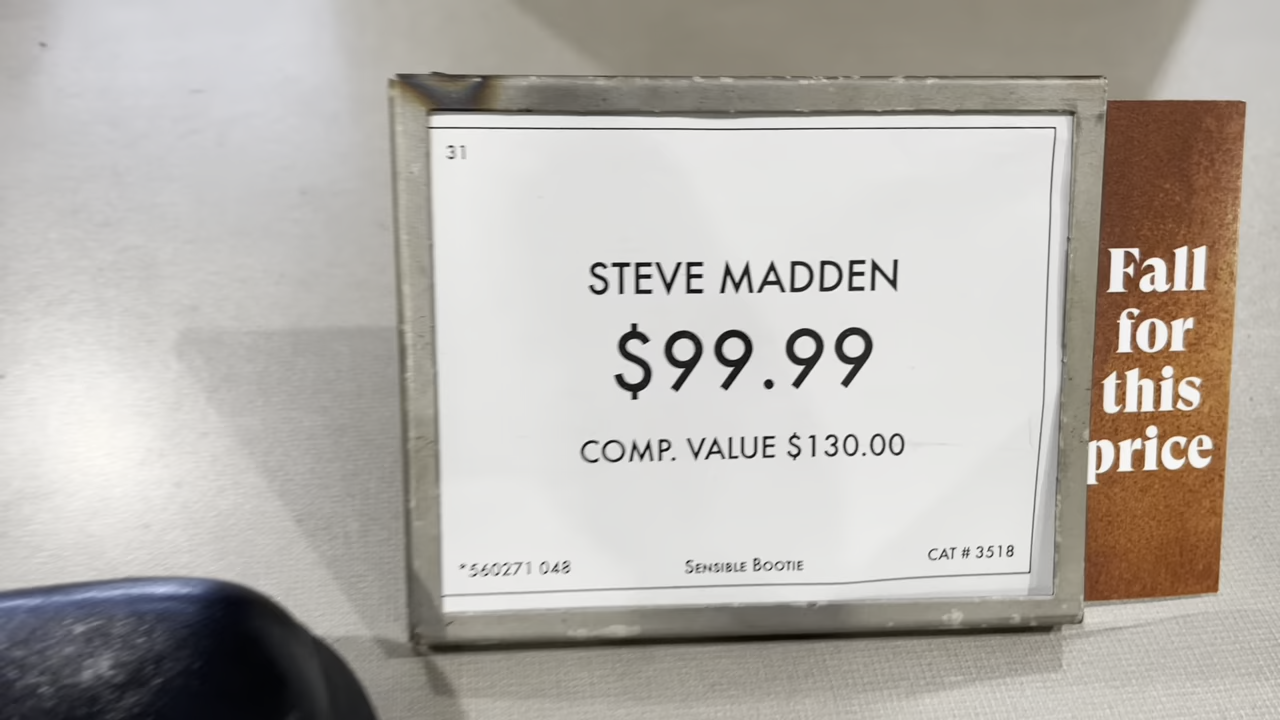 31
STEVE MADDEN
$99.99
COMP. VALUE $130.00
*560271 048
SENSIBLE BOOTIE
CAT # 3518
Fall
for
this
price